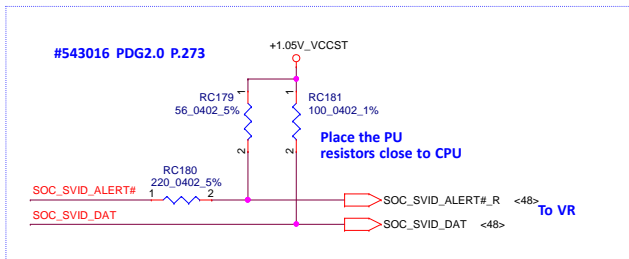 #543016 PDG2.0 P.273
+1.05V_VCCST
RC179
56_0402_5%
1
2
1
2
RC181
100_0402_1%
Place the PU
resistors close to CPU
RC180
220_0402_5%
SOC_SVID_ALERT#
1
2
SOC_SVID_ALERT#_R <48>
To VR
SOC_SVID_DAT
SOC_SVID_DAT <48>